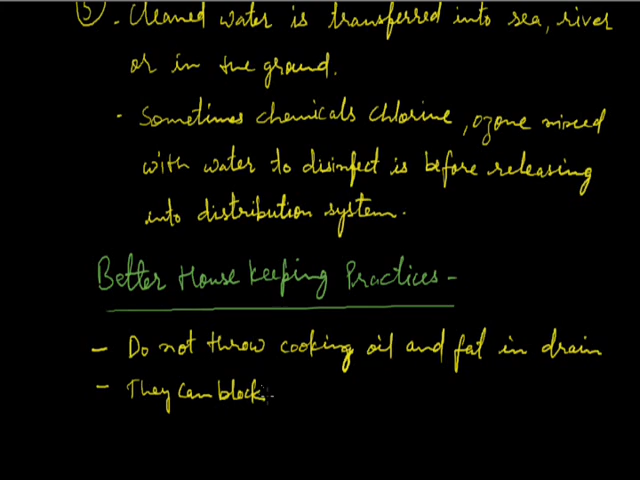 5. Cleaned water is transferred into sea, river
or in the ground.
· Sometimes chemicals chlorine, ozone mixed
with water to disinfect is before releasing
into distribution system.
Better House keeping Practices -
- Do not throw cooking oil and fat in drain
- They can block